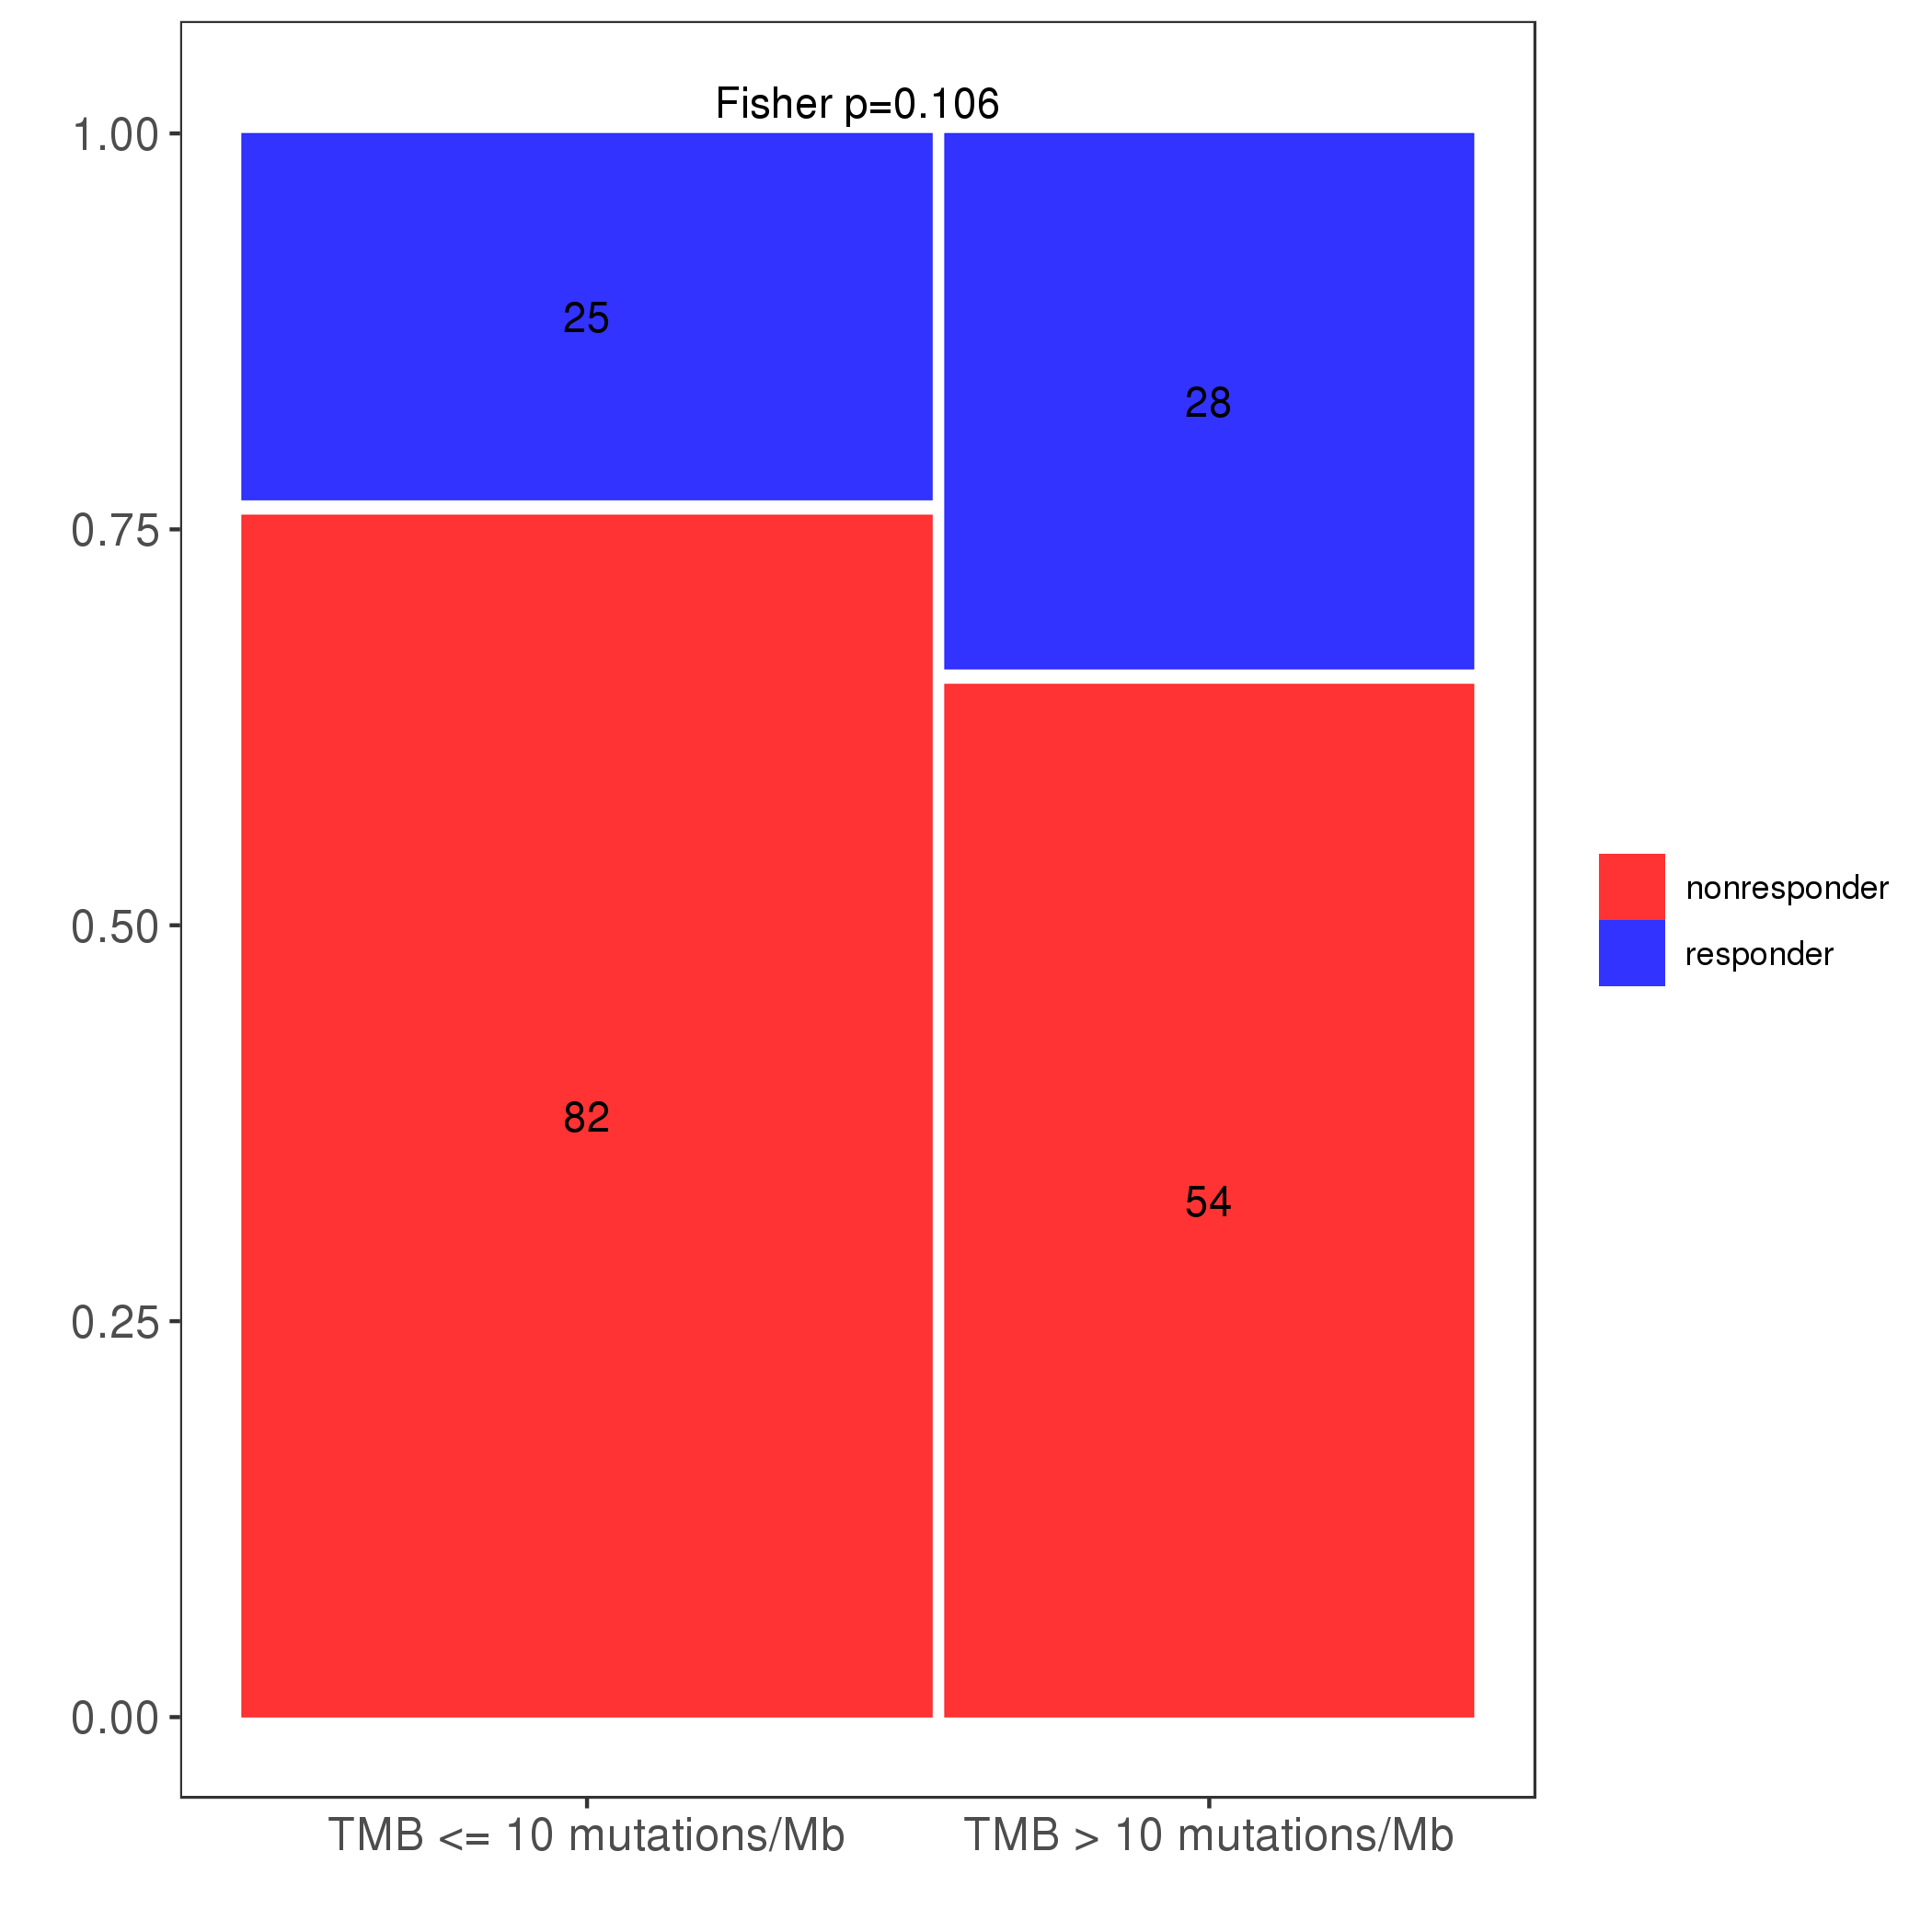 Fisher p=0.106
1.00
0.75
0.50
0.25
0.00
25
28
82
54
TMB <= 10 mutations/Mb
TMB > 10 mutations/Mb
nonresponder
responder